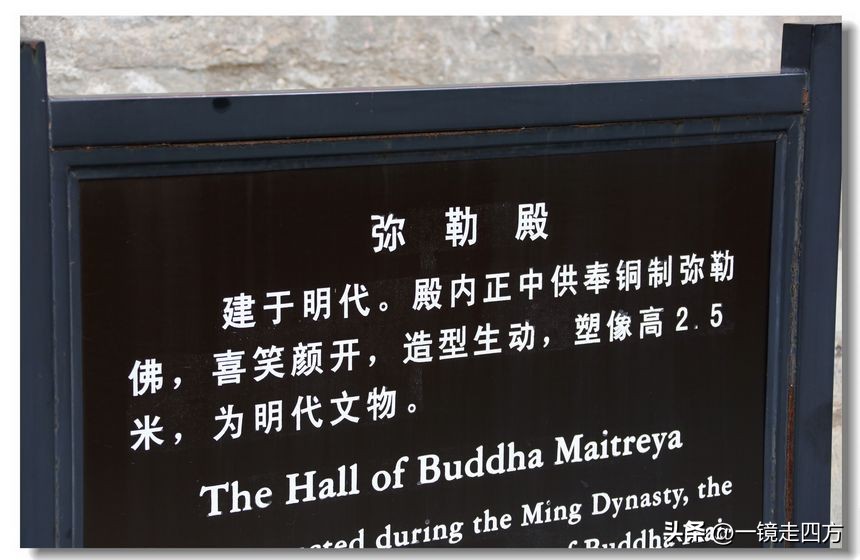 弥勒殿
建于明代。殿内正中供奉铜制弥勒
佛，喜笑颜开，造型生动，塑像高2.5
米，为明代文物。
The Hall of Buddha Maitreya
during the Ming Dynasty, the
of Buddha
头条@一镜走四方